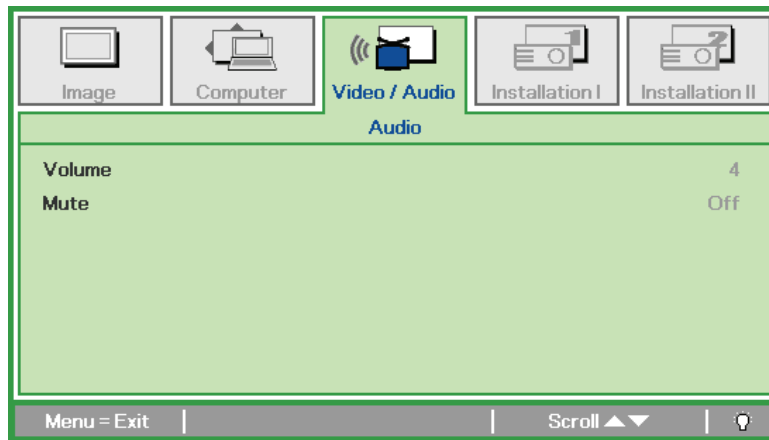 Image Computer Video / Audio Installation I Installation II
Audio
Volume 4
Mute Off
Menu = Exit Scroll ▲▼